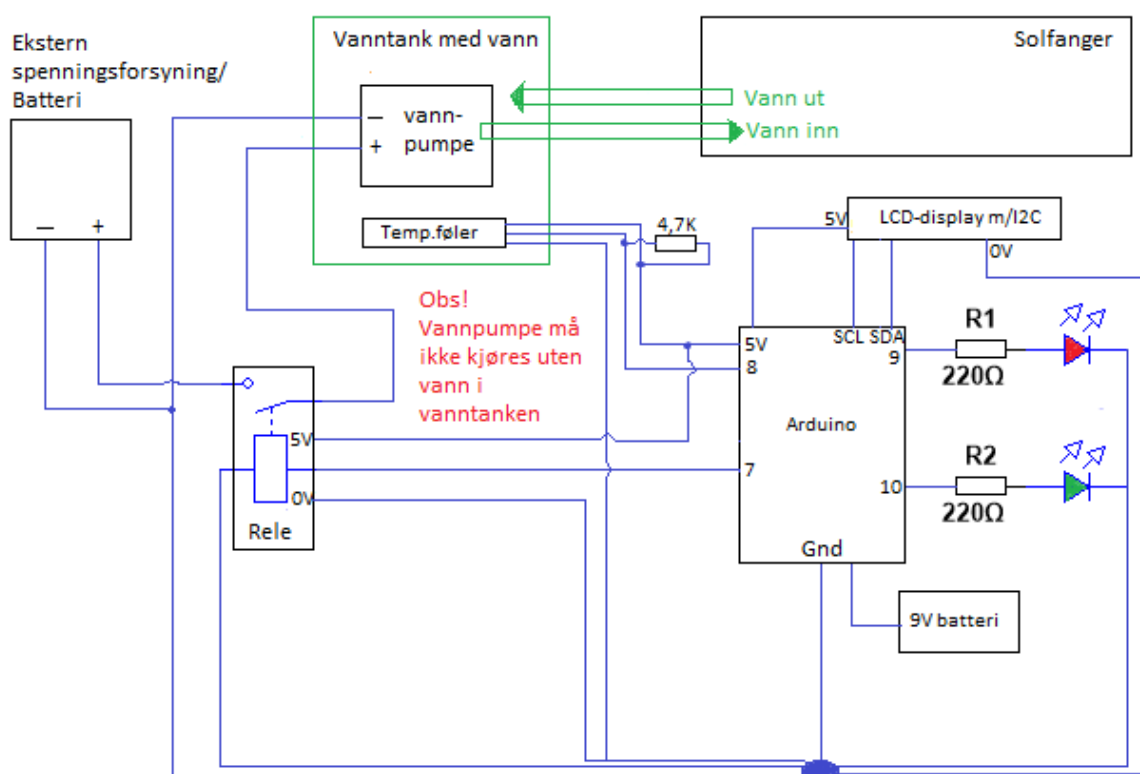 Ekstern
spenningsforsyning/
Batteri
— +
Vanntank med vann
—
+
vann-
pumpe
Solfanger
Vann ut
Vann inn
Temp.føler
4,7K
5V
LCD-display m/I2C
0V
Obs!
Vannpumpe må
ikke kjøres uten
vann i
vanntanken
5V
8
SCL SDA
9
R1
220Ω
Arduino
7
10
R2
220Ω
Gnd
5V
0V
Rele
9V batteri